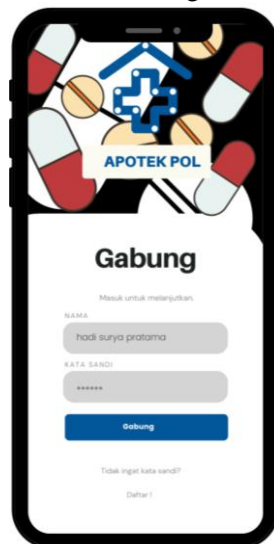 APOTEK POL
Gabung
Masuk untuk melanjutkan.
NAMA
hadi surya pratama
KATA SANDI
******
Gabung
Tidak ingat kata sandi?
Daftar !